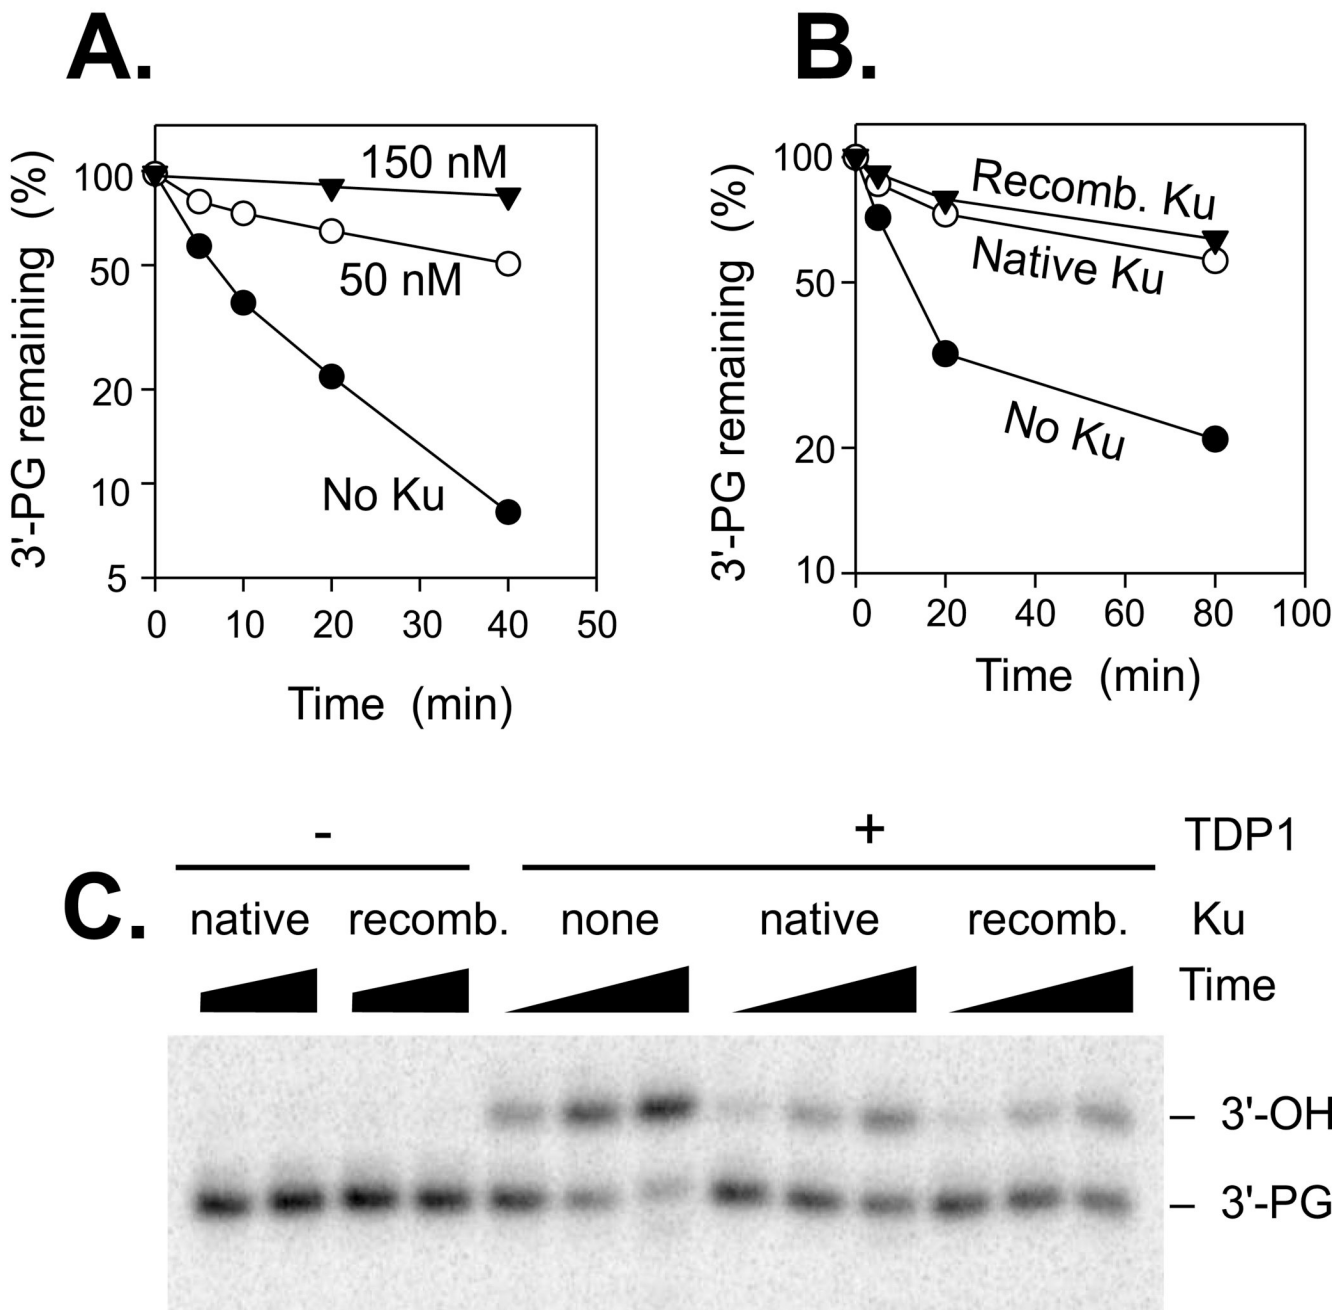 A.
B.
3'-PG remaining (%)
100
50
20
10
5
150 nM
50 nM
No Ku
0 10 20 30 40 50
Time (min)
3'-PG remaining (%)
100
50
20
10
Recomb. Ku
Native Ku
No Ku
0 20 40 60 80 100
Time (min)
- + TDP1
C.
native recomb. none native recomb. Ku
Time
– 3'-OH
– 3'-PG